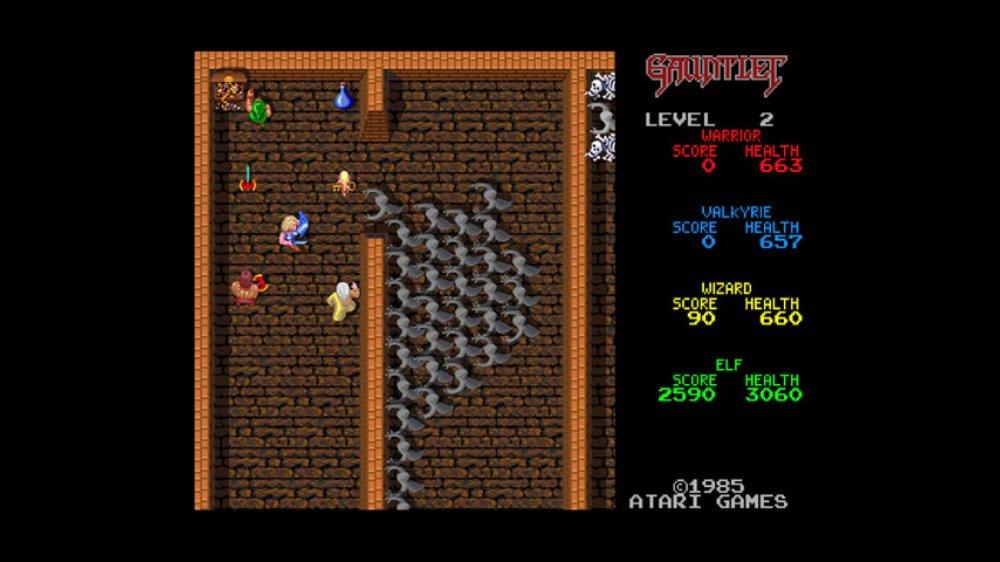 GAUNTLET
LEVEL 2
WARRIOR
SCORE HEALTH
0 663
VALKYRIE
SCORE HEALTH
0 657
WIZARD
SCORE HEALTH
90 660
ELF
SCORE HEALTH
2590 3060
©1985
ATARI GAMES